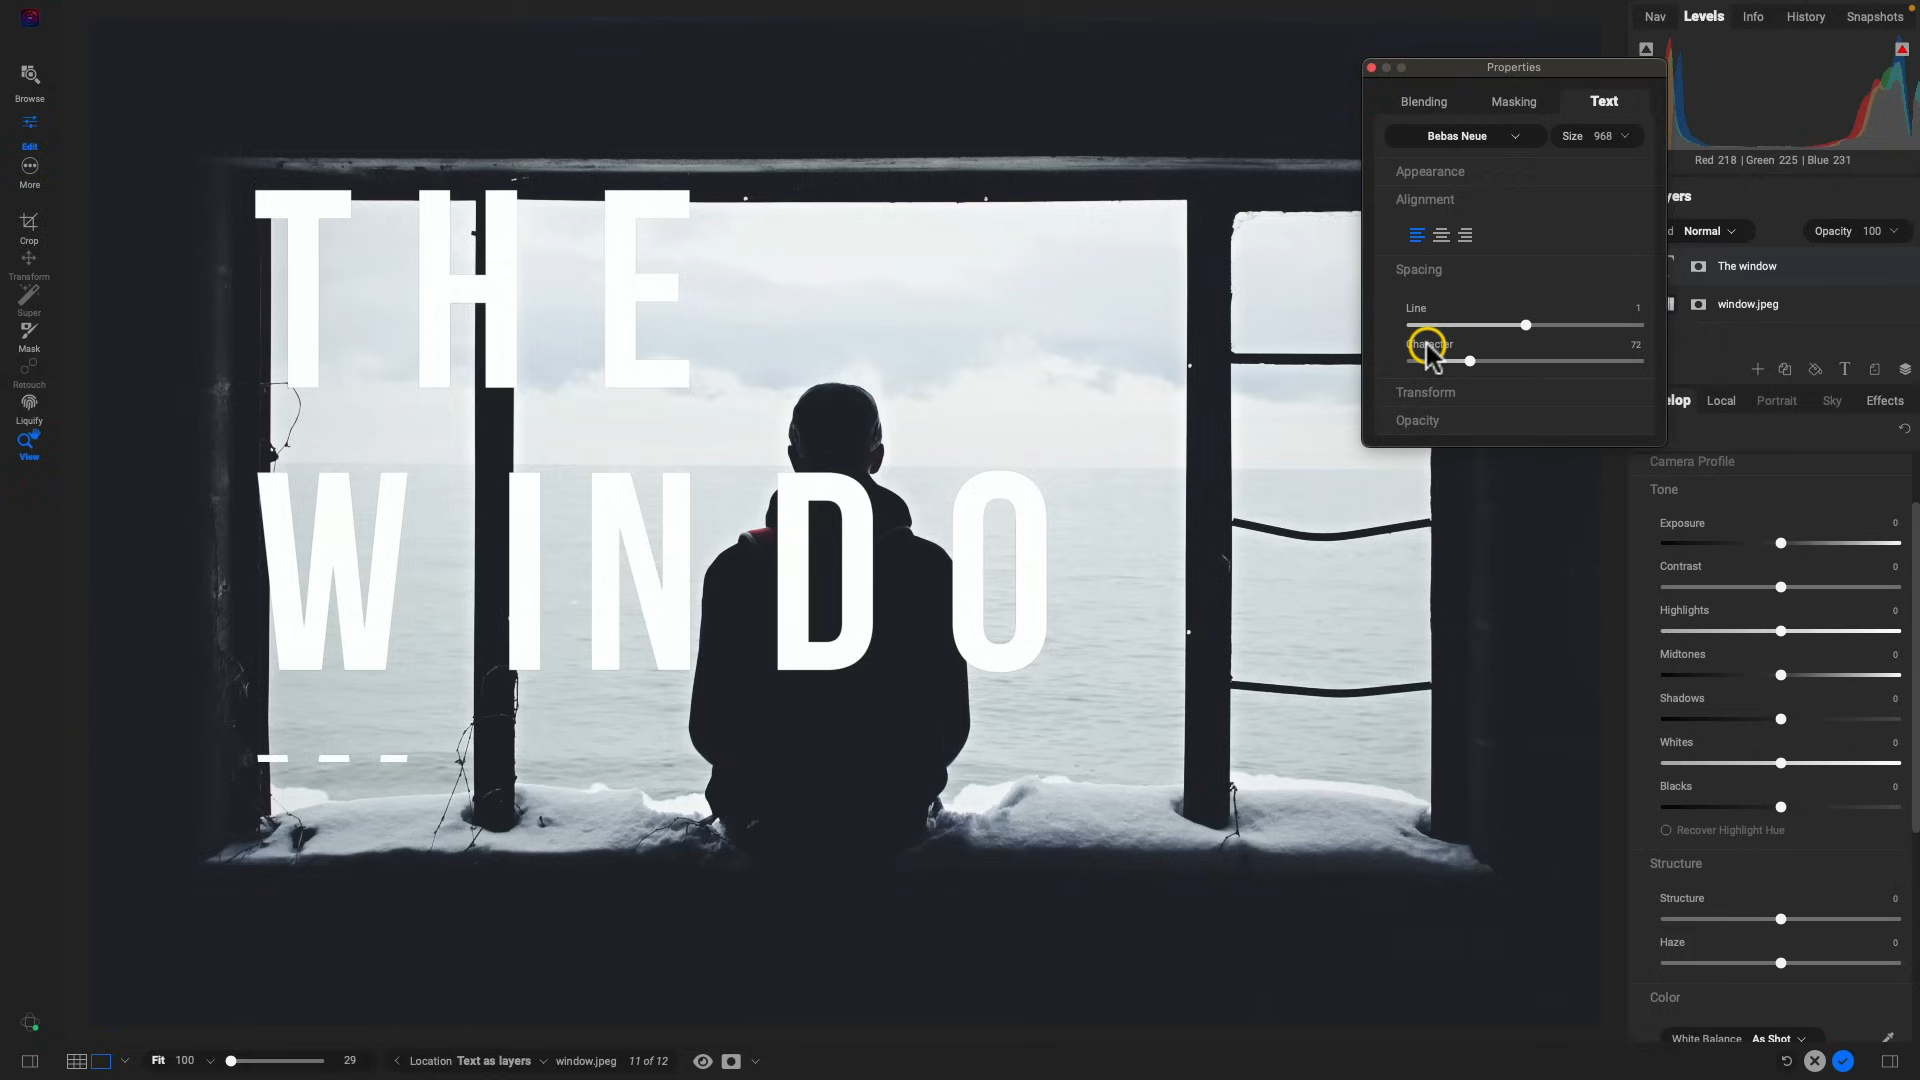 Nav Levels Info History Snapshots
Properties
Browse
Blending Masking Text
Edit
Bebas Neue Size 968
Red 218 | Green 225 | Blue 231
More
Appearance
Alignment
yers
THE
d Normal Opacity 100
Crop
Spacing
The window
Transform
Line 1
window.jpeg
Super
Mask
Character 72
Retouch
Transform
elop Local Portrait Sky Effects
Liquify
Opacity
View
Camera Profile
Tone
Exposure 0
WINDO
Contrast 0
Highlights 0
Midtones 0
Shadows 0
Whites 0
Blacks 0
Recover Highlight Hue
Structure
Structure 0
Haze 0
Color
White Balance As Shot
Fit 100 29 Location Text as layers window.jpeg 11 of 12